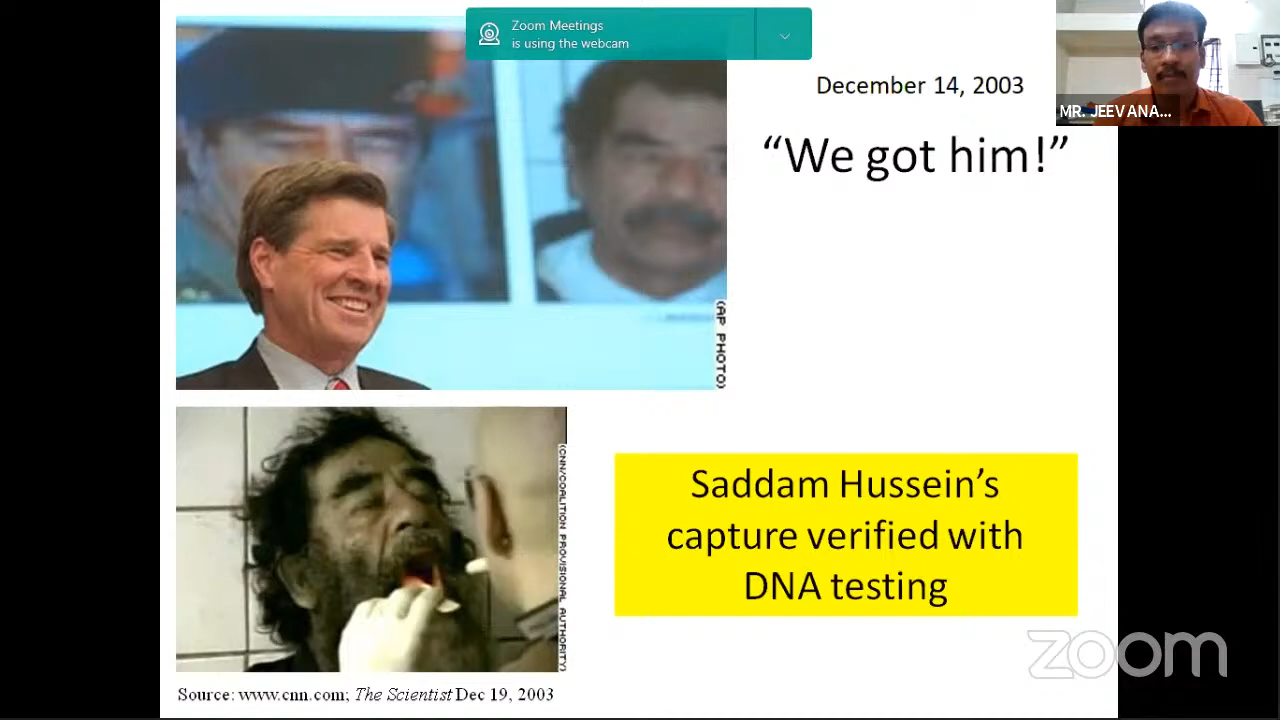 Zoom Meetings
is using the webcam
December 14, 2003
MR. JEEVANA...
“We got him!”
(AP PHOTO)
(CNN/COALITION PROVISIONAL AUTHORITY)
Saddam Hussein’s
capture verified with
DNA testing
zoom
Source: www.cnn.com; The Scientist Dec 19, 2003